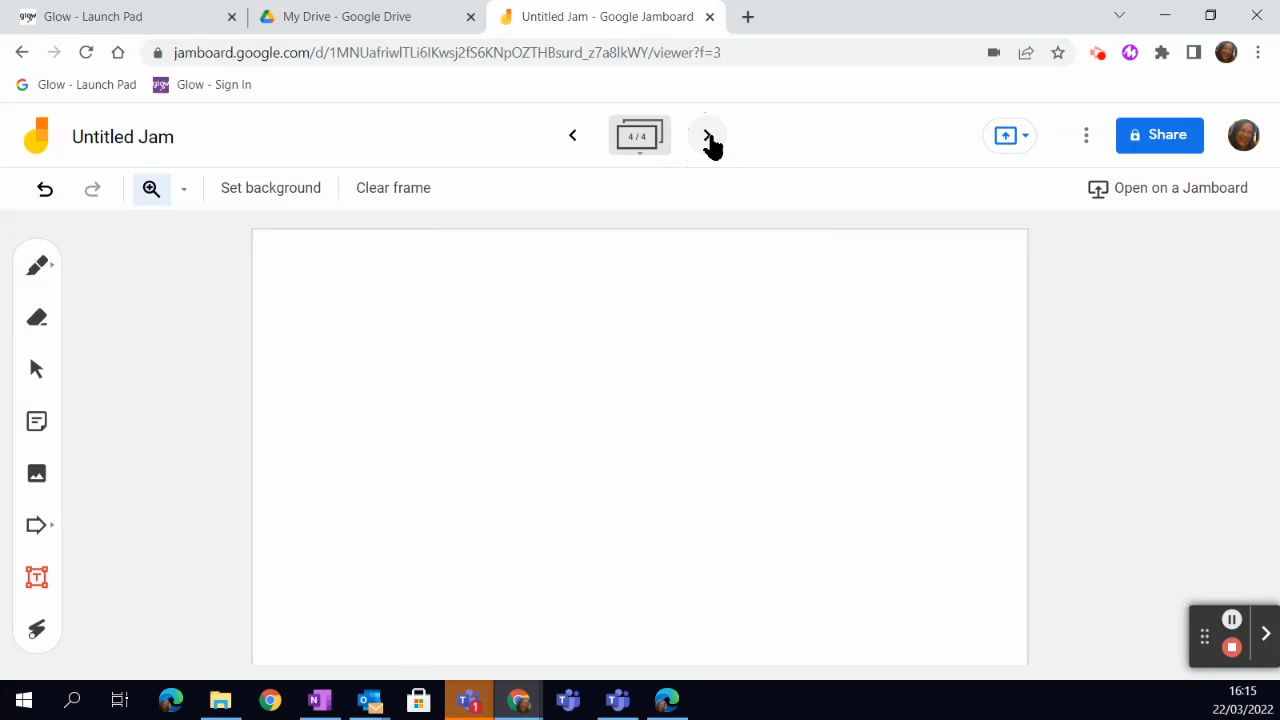 Glow - Launch Pad
My Drive - Google Drive
Untitled Jam - Google Jamboard
jamboard.google.com/d/1MNUafriwlTLi6IKwsj2fS6KNpOZTHBsurd_z7a8lkWY/viewer?f=3
Glow - Launch Pad
glow
Glow - Sign In
Untitled Jam
4 / 4
Share
Set background
Clear frame
Open on a Jamboard
T
1
16:15
22/03/2022